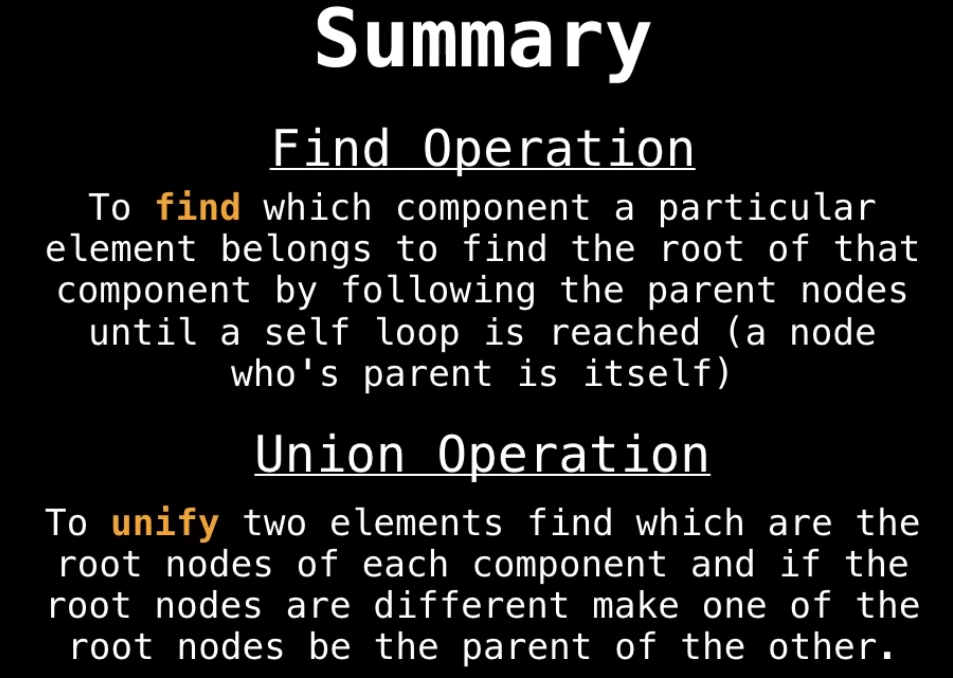 Summary
Find Operation
To find which component a particular
element belongs to find the root of that
component by following the parent nodes
until a self loop is reached (a node
who's parent is itself)
Union Operation
To unify two elements find which are the
root nodes of each component and if the
root nodes are different make one of the
root nodes be the parent of the other.